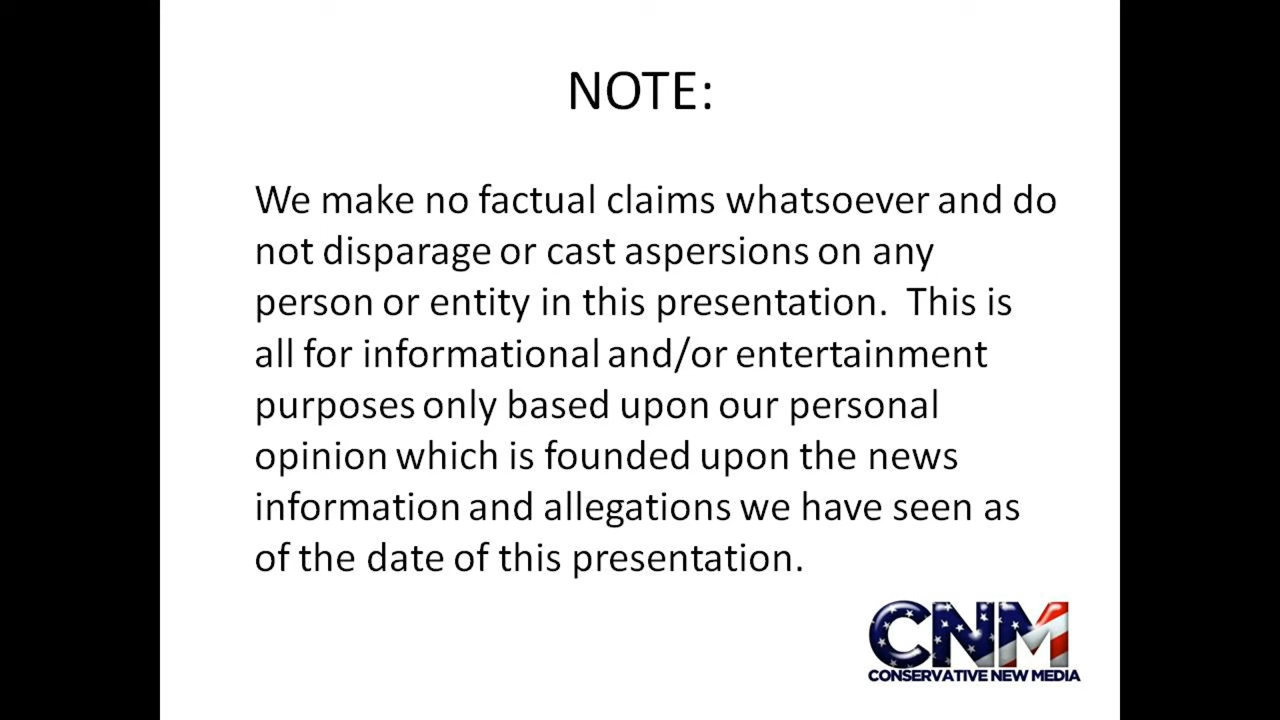 NOTE:
We make no factual claims whatsoever and do
not disparage or cast aspersions on any
person or entity in this presentation.  This is
all for informational and/or entertainment
purposes only based upon our personal
opinion which is founded upon the news
information and allegations we have seen as
of the date of this presentation.
CNM
CONSERVATIVE NEW MEDIA